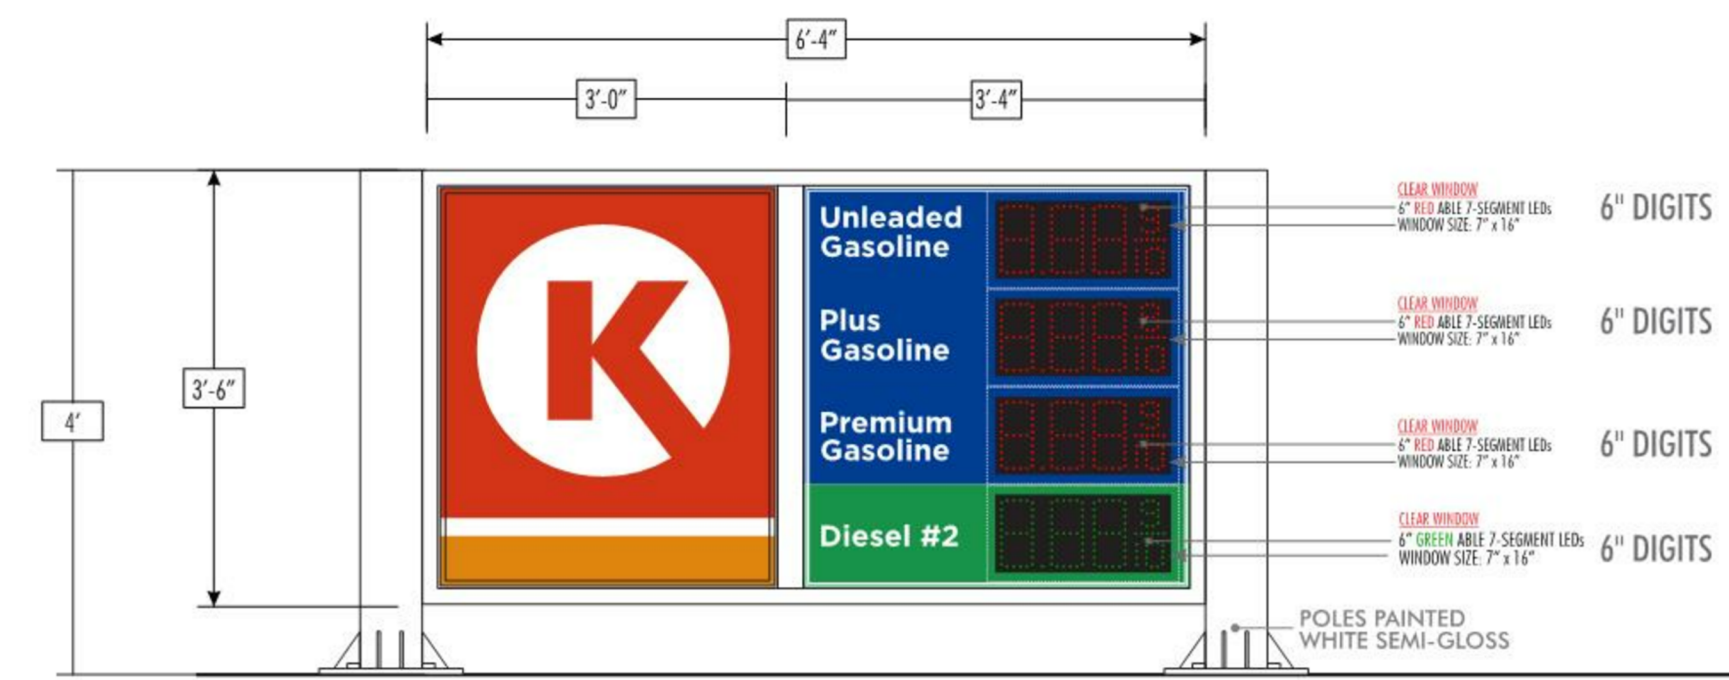 6'-4"
3'-0"
3'-4"
4'
3'-6"
K
Unleaded
Gasoline
Plus
Gasoline
Premium
Gasoline
Diesel #2
CLEAR WINDOW
6" RED ABLE 7-SEGMENT LEDs
WINDOW SIZE: 7" x 16"
6" DIGITS
CLEAR WINDOW
6" RED ABLE 7-SEGMENT LEDs
WINDOW SIZE: 7" x 16"
6" DIGITS
CLEAR WINDOW
6" RED ABLE 7-SEGMENT LEDs
WINDOW SIZE: 7" x 16"
6" DIGITS
CLEAR WINDOW
6" GREEN ABLE 7-SEGMENT LEDs
WINDOW SIZE: 7" x 16"
6" DIGITS
POLES PAINTED
WHITE SEMI-GLOSS